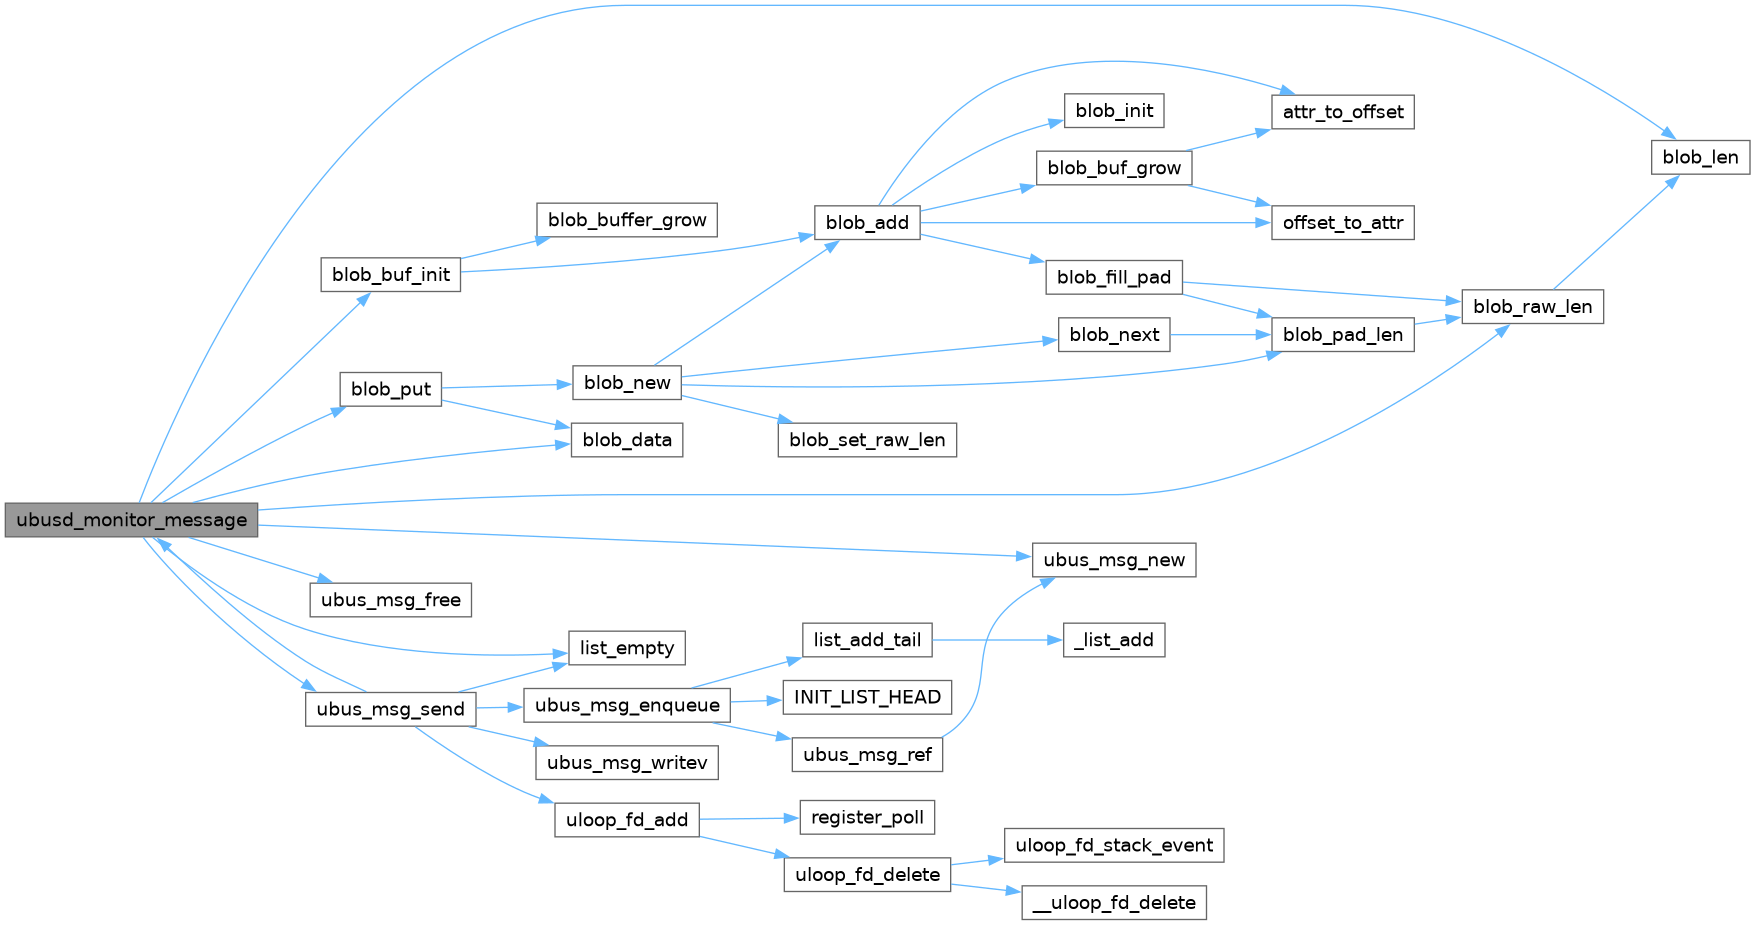 blob_init
attr_to_offset
blob_len
blob_buf_grow
blob_buffer_grow
blob_add
offset_to_attr
blob_buf_init
blob_fill_pad
blob_raw_len
blob_next
blob_pad_len
blob_put
blob_new
blob_data
blob_set_raw_len
ubusd_monitor_message
ubus_msg_new
ubus_msg_free
list_empty
list_add_tail
_list_add
ubus_msg_send
ubus_msg_enqueue
INIT_LIST_HEAD
ubus_msg_writev
ubus_msg_ref
uloop_fd_add
register_poll
uloop_fd_stack_event
uloop_fd_delete
__uloop_fd_delete